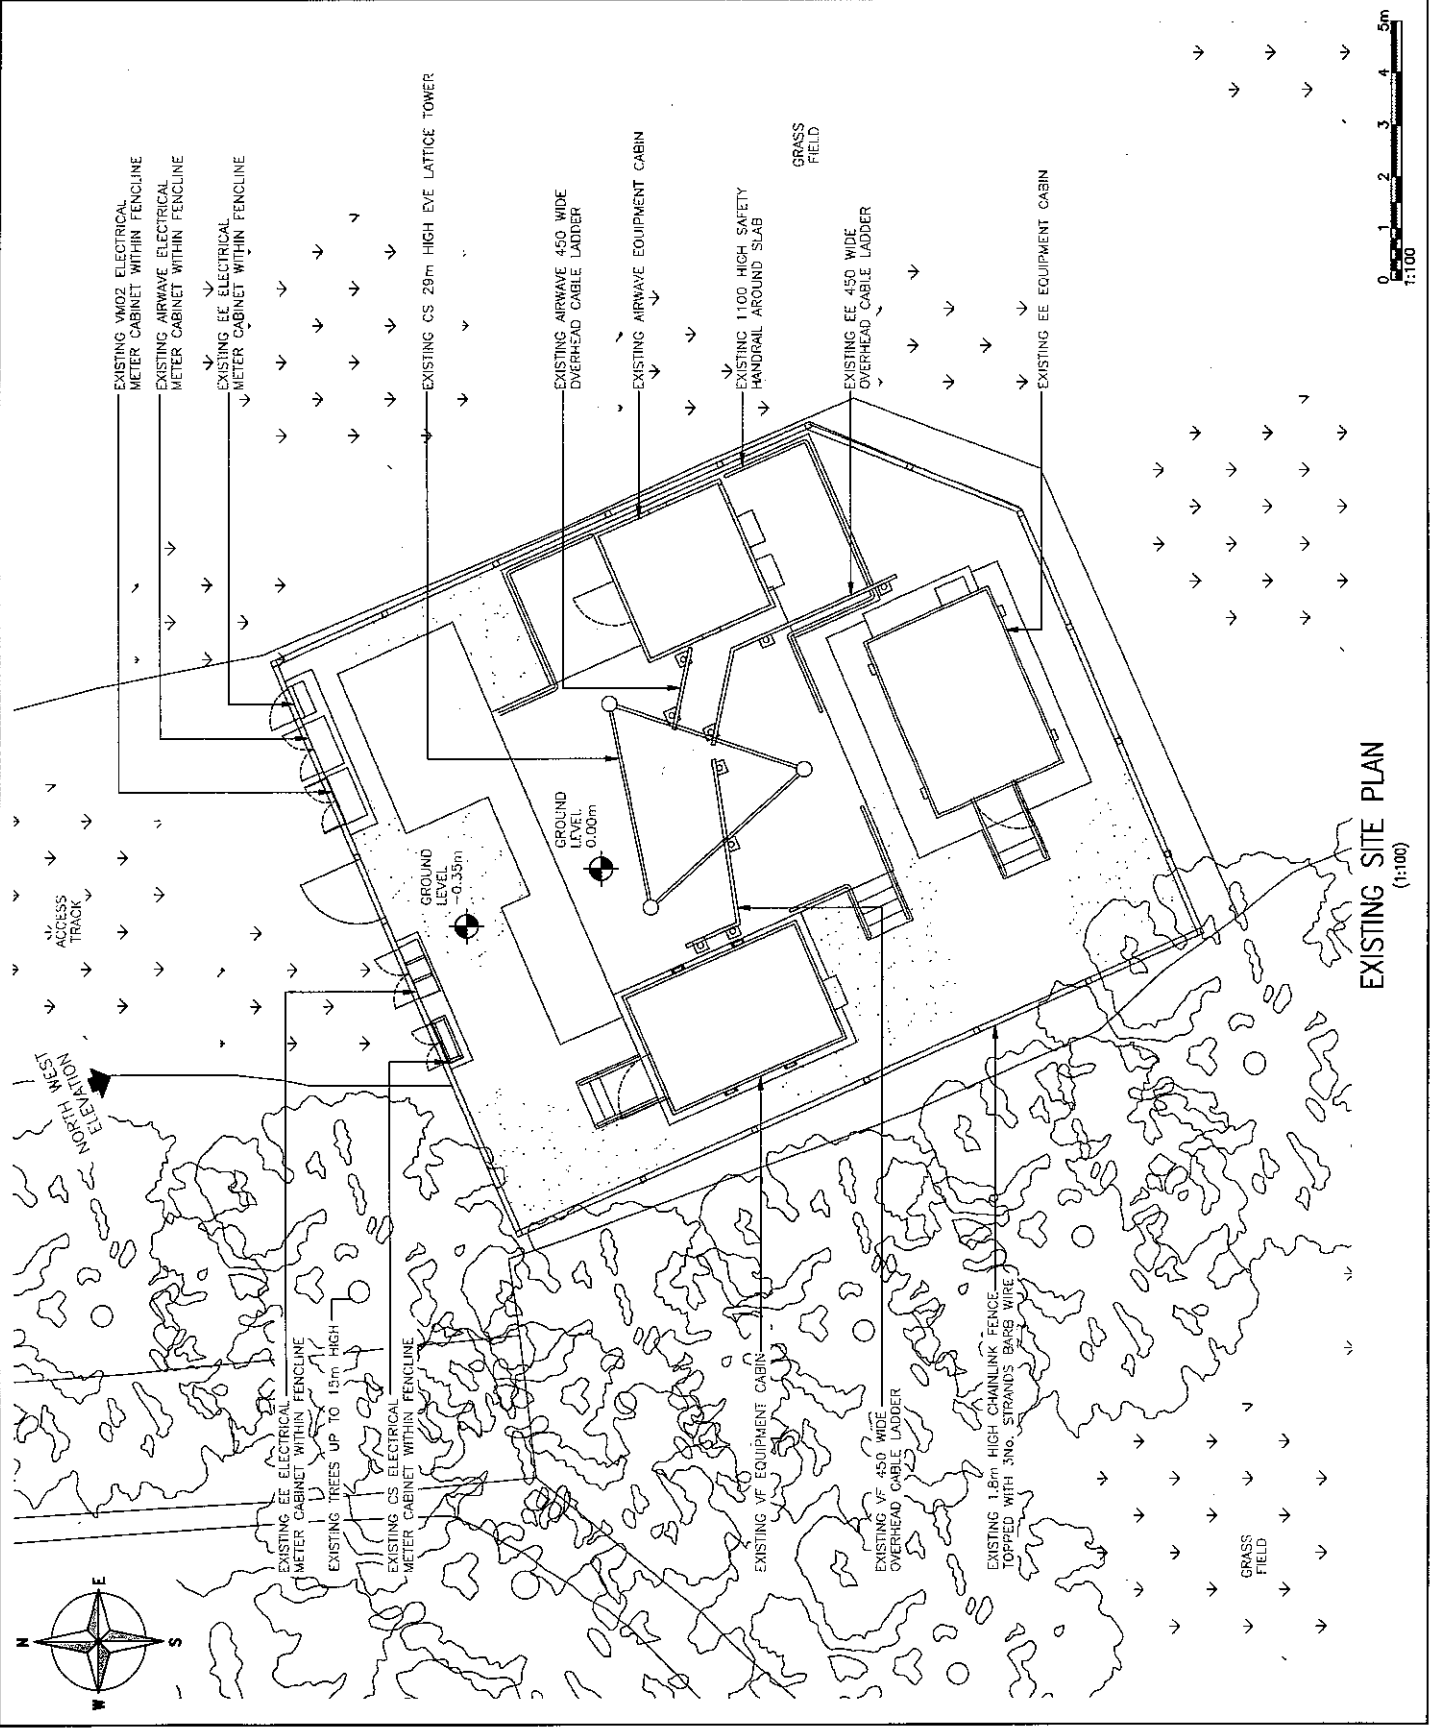 N
E
S
W
NORTH WEST
ELEVATION
ACCESS
TRACK
EXISTING VMO2 ELECTRICAL
METER CABINET WITHIN FENCLINE
EXISTING AIRWAVE ELECTRICAL
METER CABINET WITHIN FENCLINE
EXISTING EE ELECTRICAL
METER CABINET WITHIN FENCLINE
EXISTING CS 29m HIGH EVE LATTICE TOWER
EXISTING AIRWAVE 450 WIDE
OVERHEAD CABLE LADDER
EXISTING AIRWAVE EQUIPMENT CABIN
EXISTING 1100 HIGH SAFETY
HANDRAIL AROUND SLAB
EXISTING EE 450 WIDE
OVERHEAD CABLE LADDER
EXISTING EE EQUIPMENT CABIN
GRASS
FIELD
GROUND
LEVEL
-0.35m
GROUND
LEVEL
0.00m
EXISTING EE ELECTRICAL
METER CABINET WITHIN FENCLINE
EXISTING TREES UP TO 15m HIGH
EXISTING CS ELECTRICAL
METER CABINET WITHIN FENCLINE
EXISTING VF EQUIPMENT CABIN
EXISTING VF 450 WIDE
OVERHEAD CABLE LADDER
EXISTING 1.8m HIGH CHAINLINK FENCE
TOPPED WITH 3No. STRANDS BARB WIRE
GRASS
FIELD
EXISTING SITE PLAN
(1:100)
0 1 2 3 4 5m
1:100